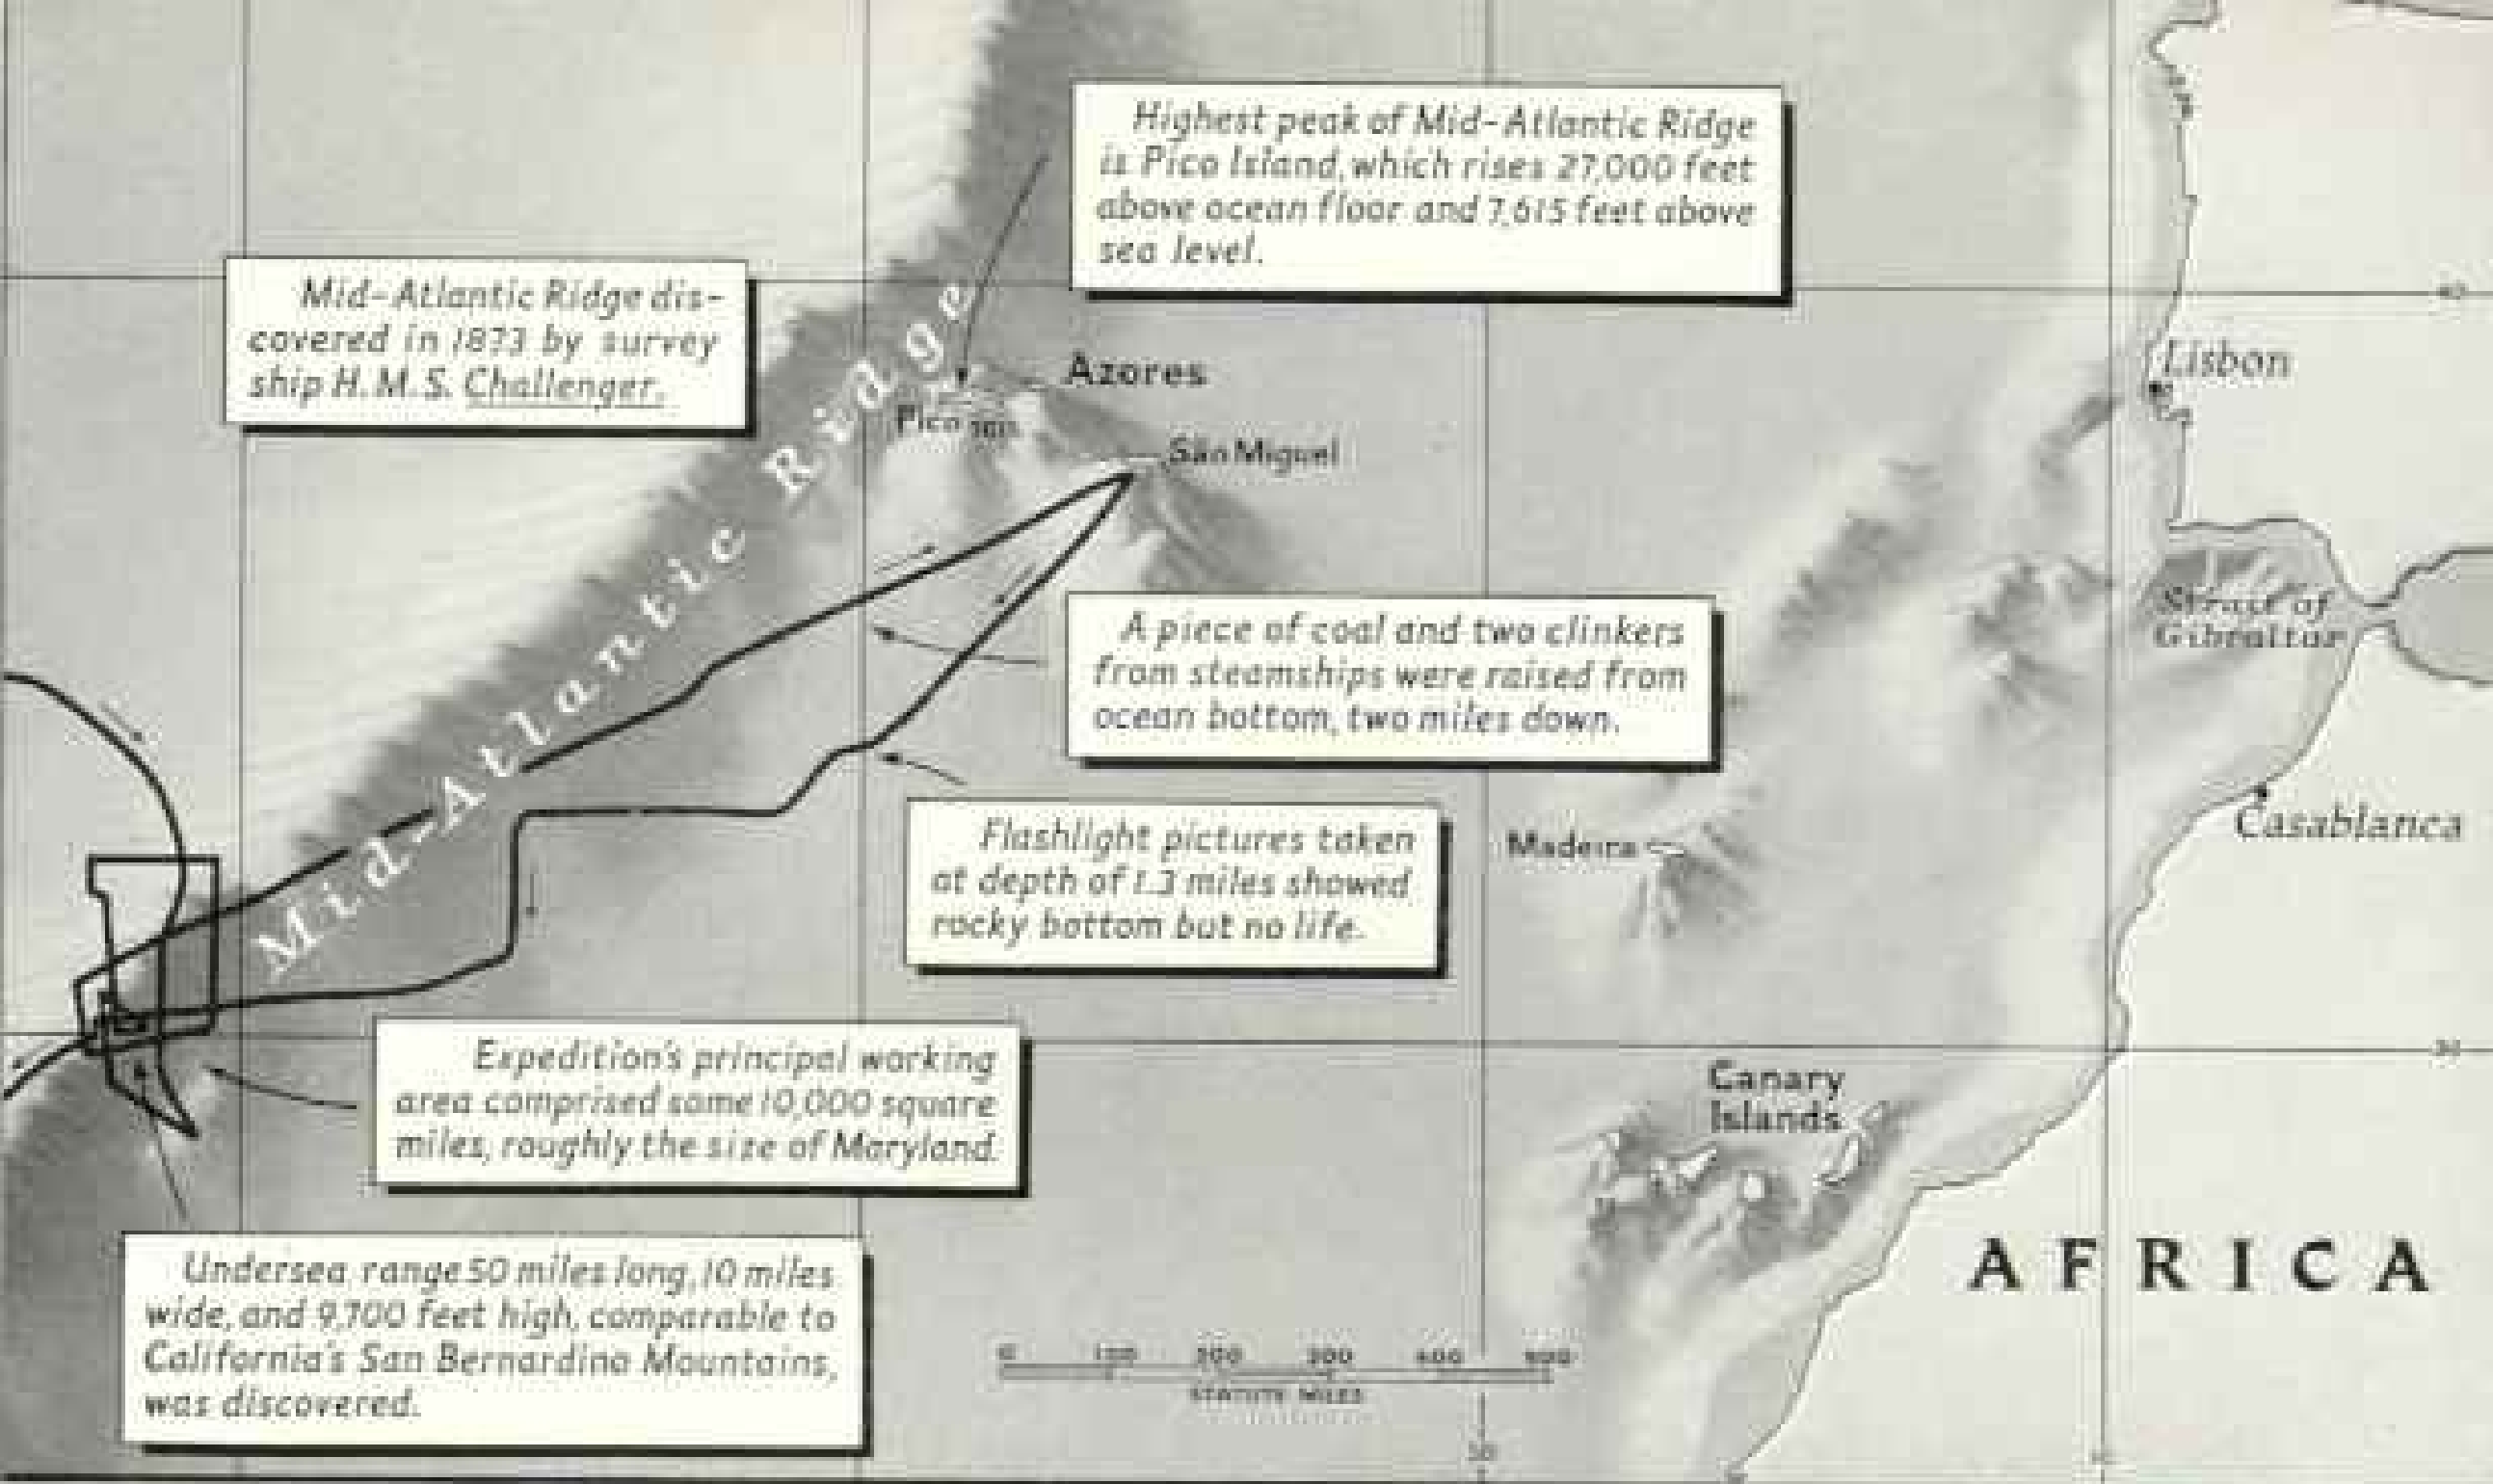 Highest peak of Mid-Atlantic Ridge
is Pico Island, which rises 27,000 feet
above ocean floor and 7,615 feet above
sea level.
Mid-Atlantic Ridge dis-
covered in 1873 by survey
ship H.M.S. Challenger.
40
Lisbon
Azores
Pico
São Miguel
Mid-Atlantic Ridge
Strait of
Gibraltar
A piece of coal and two clinkers
from steamships were raised from
ocean bottom, two miles down.
Casablanca
Madeira
Flashlight pictures taken
at depth of 1.3 miles showed
rocky bottom but no life.
30
Expedition's principal working
area comprised some 10,000 square
miles, roughly the size of Maryland.
Canary
Islands
AFRICA
Undersea range 50 miles long, 10 miles
wide, and 9,700 feet high, comparable to
California's San Bernardino Mountains,
was discovered.
0 100 200 300 400 500
STATUTE MILES